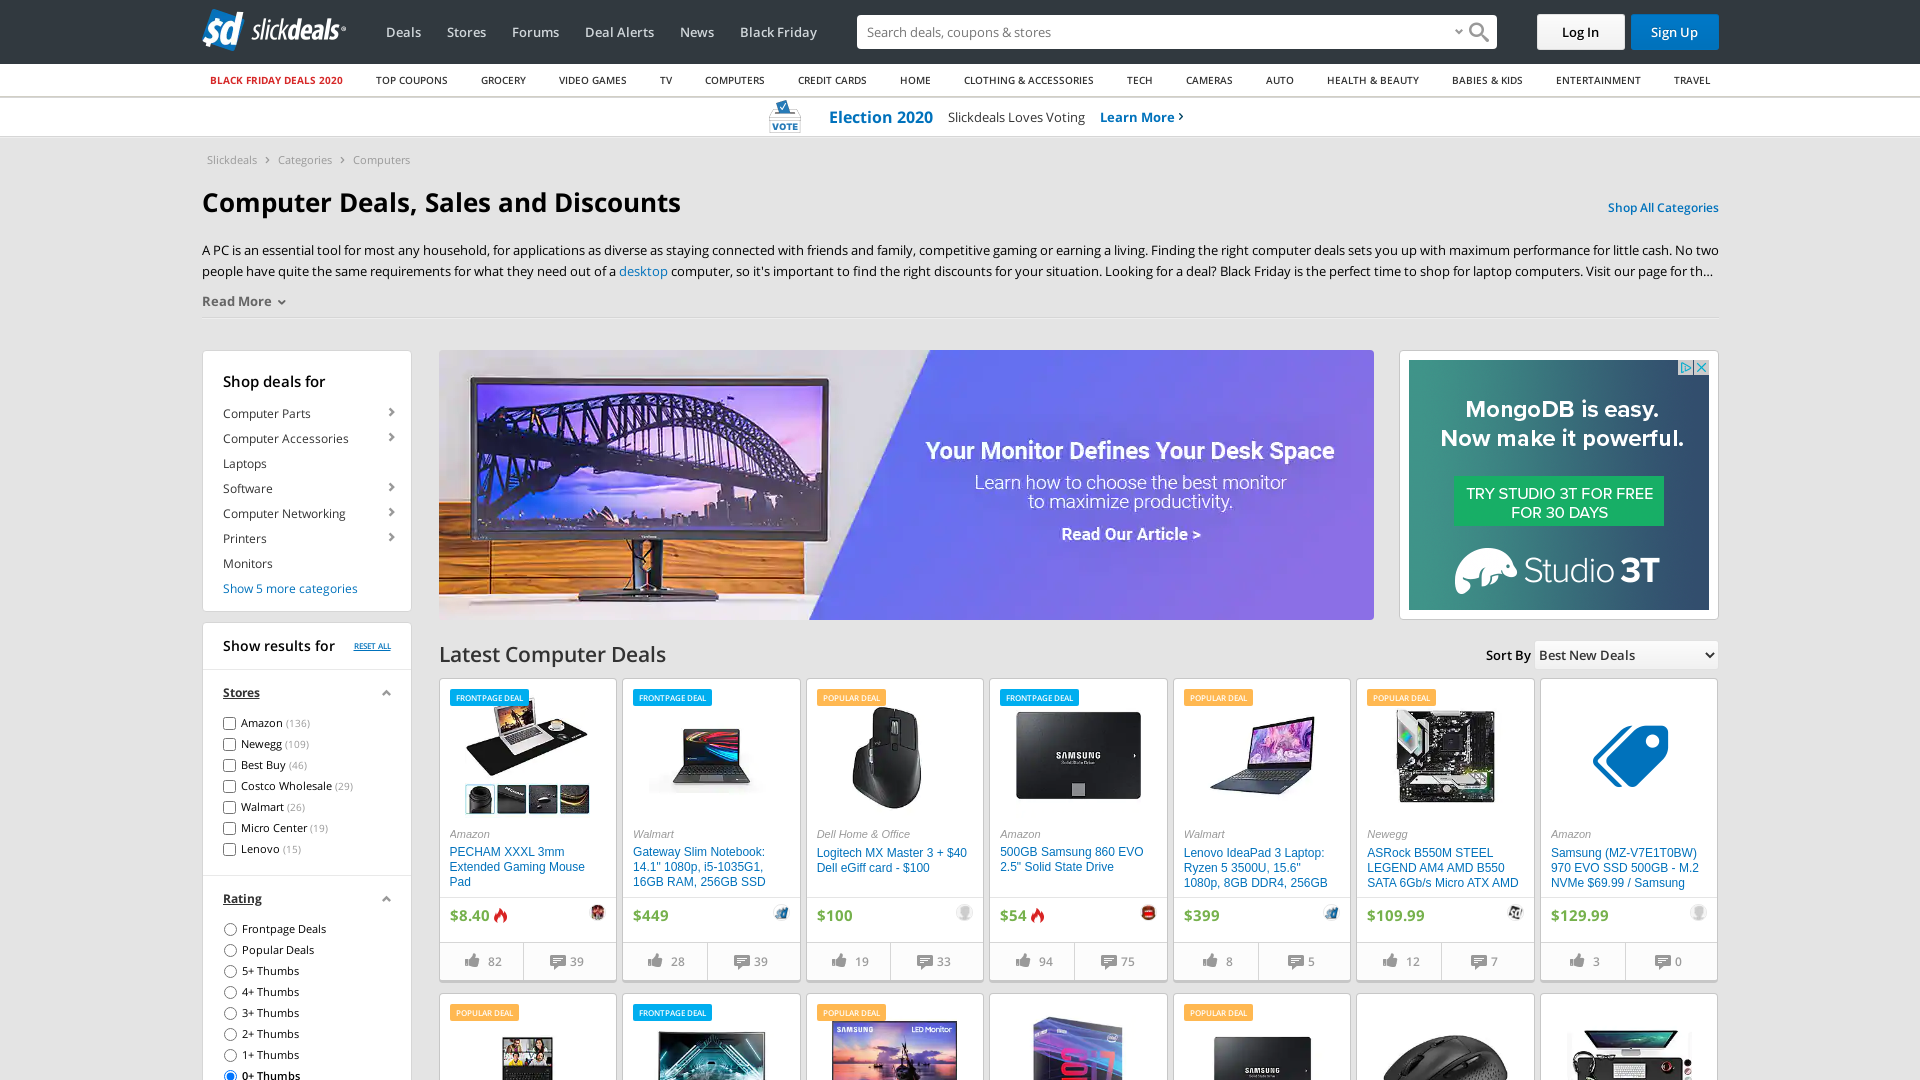 slickdeals
Deals
Stores
Forums
Deal Alerts
News
Black Friday
Search deals, coupons & stores
Log In
Sign Up
BLACK FRIDAY DEALS 2020
TOP COUPONS
GROCERY
VIDEO GAMES
TV
COMPUTERS
CREDIT CARDS
HOME
CLOTHING & ACCESSORIES
TECH
CAMERAS
AUTO
HEALTH & BEAUTY
BABIES & KIDS
ENTERTAINMENT
TRAVEL
VOTE
Election 2020 Slickdeals Loves Voting Learn More
Slickdeals > Categories > Computers
Computer Deals, Sales and Discounts
Shop All Categories
A PC is an essential tool for most any household, for applications as diverse as staying connected with friends and family, competitive gaming or earning a living. Finding the right computer deals sets you up with maximum performance for little cash. No two
people have quite the same requirements for what they need out of a desktop computer, so it's important to find the right discounts for your situation. Looking for a deal? Black Friday is the perfect time to shop for laptop computers. Visit our page for th...
Read More
Shop deals for
Computer Parts
Computer Accessories
Laptops
Software
Computer Networking
Printers
Monitors
Show 5 more categories
Show results for
RESET ALL
Stores
Amazon (136)
Newegg (109)
Best Buy (46)
Costco Wholesale (29)
Walmart (26)
Micro Center (19)
Lenovo (15)
Rating
Frontpage Deals
Popular Deals
5+ Thumbs
4+ Thumbs
3+ Thumbs
2+ Thumbs
1+ Thumbs
0+ Thumbs
Your Monitor Defines Your Desk Space
Learn how to choose the best monitor
to maximize productivity.
Read Our Article >
MongoDB is easy.
Now make it powerful.
TRY STUDIO 3T FOR FREE
FOR 30 DAYS
Studio 3T
Latest Computer Deals
Sort By Best New Deals
FRONTPAGE DEAL
Amazon
PECHAM XXXL 3mm
Extended Gaming Mouse
Pad
$8.40
82
39
FRONTPAGE DEAL
Walmart
Gateway Slim Notebook:
14.1" 1080p, i5-1035G1,
16GB RAM, 256GB SSD
$449
28
39
POPULAR DEAL
Dell Home & Office
Logitech MX Master 3 + $40
Dell eGiff card - $100
$100
19
33
FRONTPAGE DEAL
SAMSUNG
Solid State Drive
Amazon
500GB Samsung 860 EVO
2.5" Solid State Drive
$54
94
75
POPULAR DEAL
Walmart
Lenovo IdeaPad 3 Laptop:
Ryzen 5 3500U, 15.6"
1080p, 8GB DDR4, 256GB
$399
8
5
POPULAR DEAL
Newegg
ASRock B550M STEEL
LEGEND AM4 AMD B550
SATA 6Gb/s Micro ATX AMD
$109.99
12
7
Amazon
Samsung (MZ-V7E1T0BW)
970 EVO SSD 500GB - M.2
NVMe $69.99 / Samsung
$129.99
3
0
POPULAR DEAL
FRONTPAGE DEAL
POPULAR DEAL
SAMSUNG
LED Monitor
POPULAR DEAL
SAMSUNG